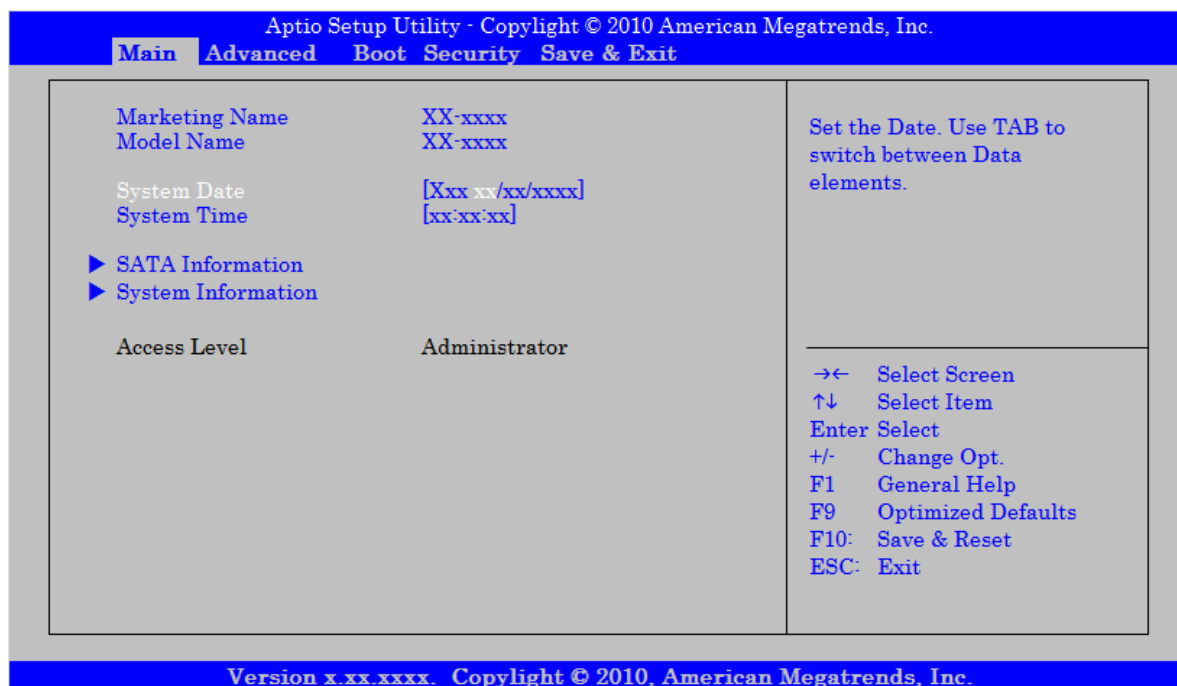 Aptio Setup Utility - Copylight © 2010 American Megatrends, Inc.
Main Advanced Boot Security Save & Exit
Marketing Name XX-xxxx
Model Name XX-xxxx
System Date [Xxx xx/xx/xxxx]
System Time [xx:xx:xx]
▶ SATA Information
▶ System Information
Access Level Administrator
Set the Date. Use TAB to
switch between Data
elements.
→← Select Screen
↑↓ Select Item
Enter Select
+/- Change Opt.
F1 General Help
F9 Optimized Defaults
F10: Save & Reset
ESC: Exit
Version x.xx.xxxx. Copylight © 2010, American Megatrends, Inc.